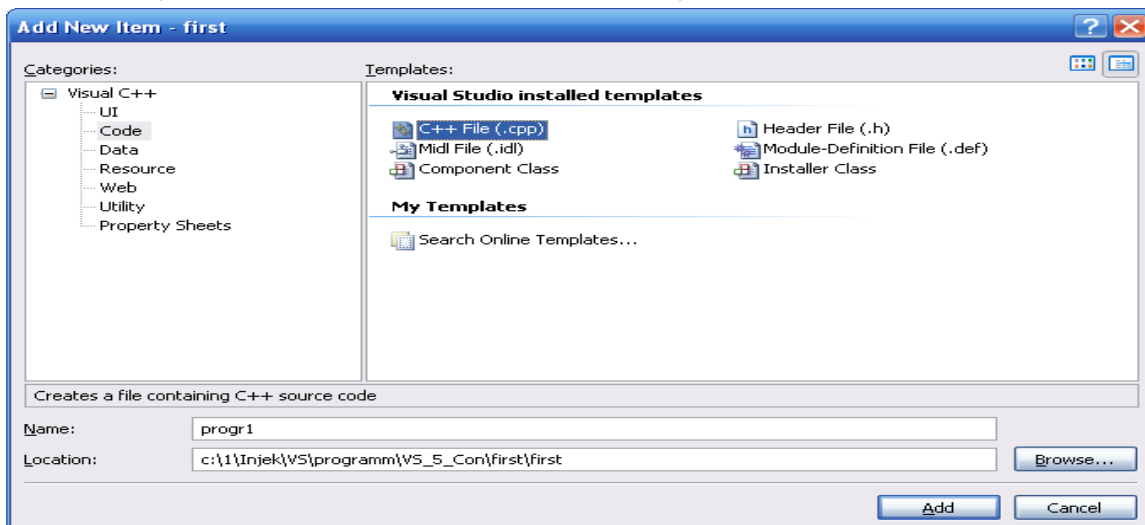 Add New Item - first
Categories:
Templates:
Visual C++
UI
Code
Data
Resource
Web
Utility
Property Sheets
Visual Studio installed templates
C++ File (.cpp)
Header File (.h)
Midl File (.idl)
Module-Definition File (.def)
Component Class
Installer Class
My Templates
Search Online Templates...
Creates a file containing C++ source code
Name:
progr1
Location:
c:\1\Injek\VS\programm\VS_5_Con\first\first
Browse...
Add
Cancel